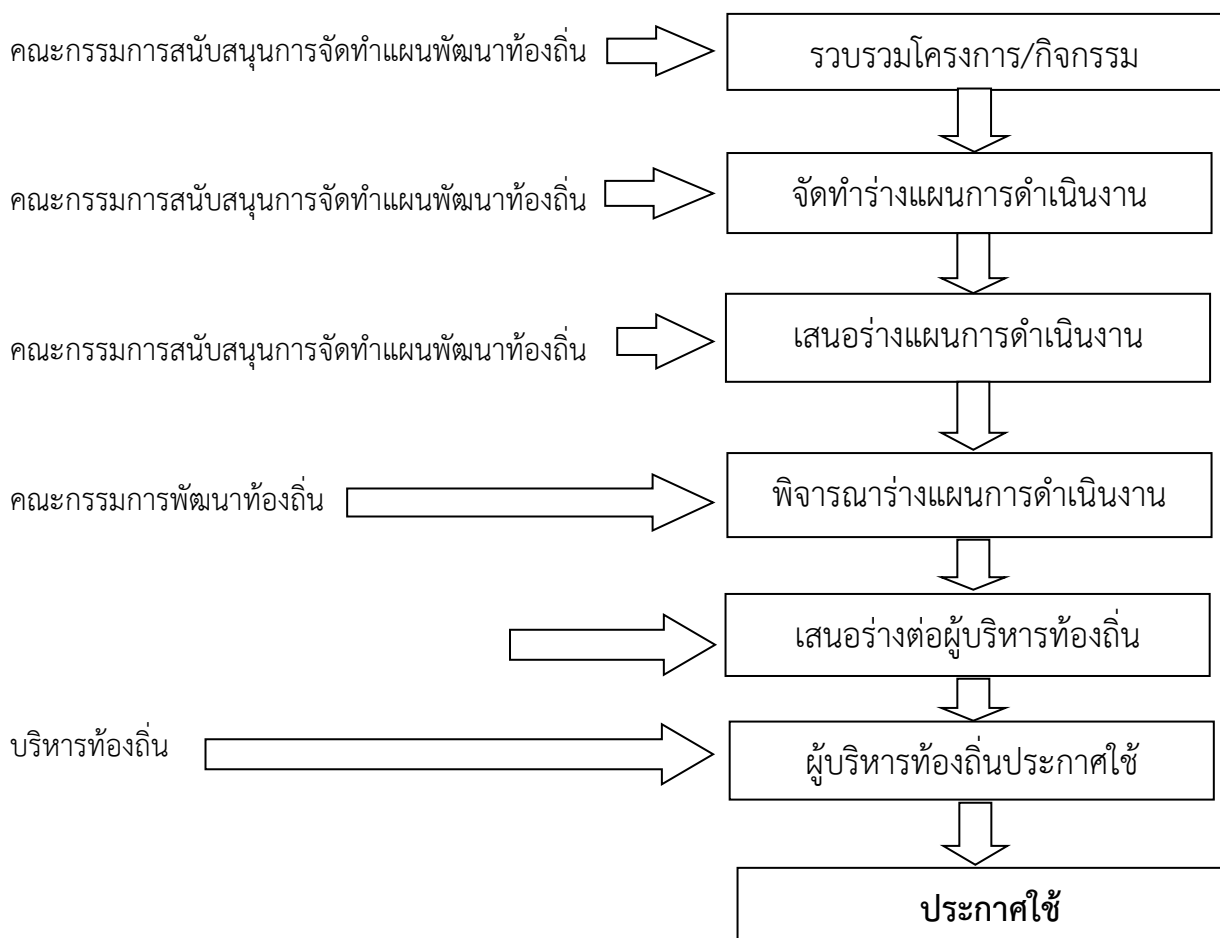 คณะกรรมการสนับสนุนการจัดทำแผนพัฒนาท้องถิ่น
รวบรวมโครงการ/กิจกรรม
คณะกรรมการสนับสนุนการจัดทำแผนพัฒนาท้องถิ่น
จัดทำร่างแผนการดำเนินงาน
คณะกรรมการสนับสนุนการจัดทำแผนพัฒนาท้องถิ่น
เสนอร่างแผนการดำเนินงาน
คณะกรรมการพัฒนาท้องถิ่น
พิจารณาร่างแผนการดำเนินงาน
เสนอร่างต่อผู้บริหารท้องถิ่น
บริหารท้องถิ่น
ผู้บริหารท้องถิ่นประกาศใช้
ประกาศใช้